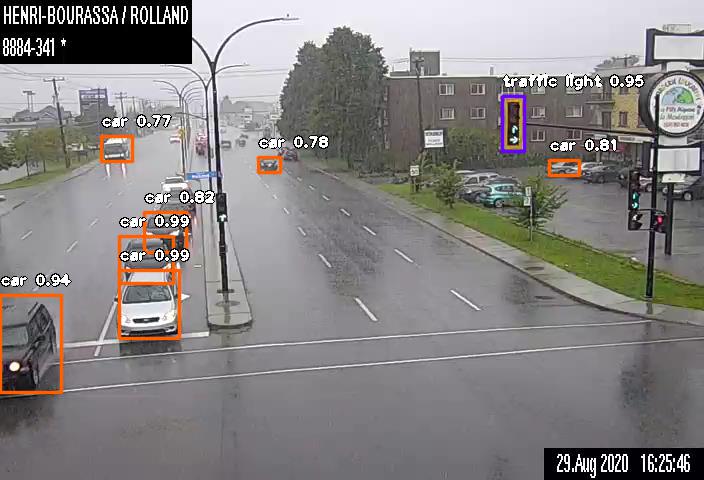 HENRI-BOURASSA / ROLLAND
8884-341 *
traffic light 0.95
car 0.77
car 0.78
car 0.81
car 0.82
car 0.99
car 0.99
car 0.94
29.Aug 2020 16:25:46